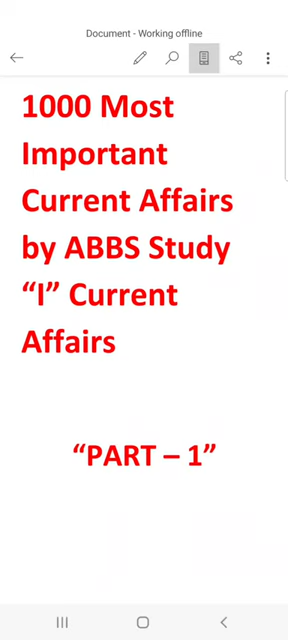 Document - Working offline
1000 Most
Important
Current Affairs
by ABBS Study
“I” Current
Affairs
“PART – 1”